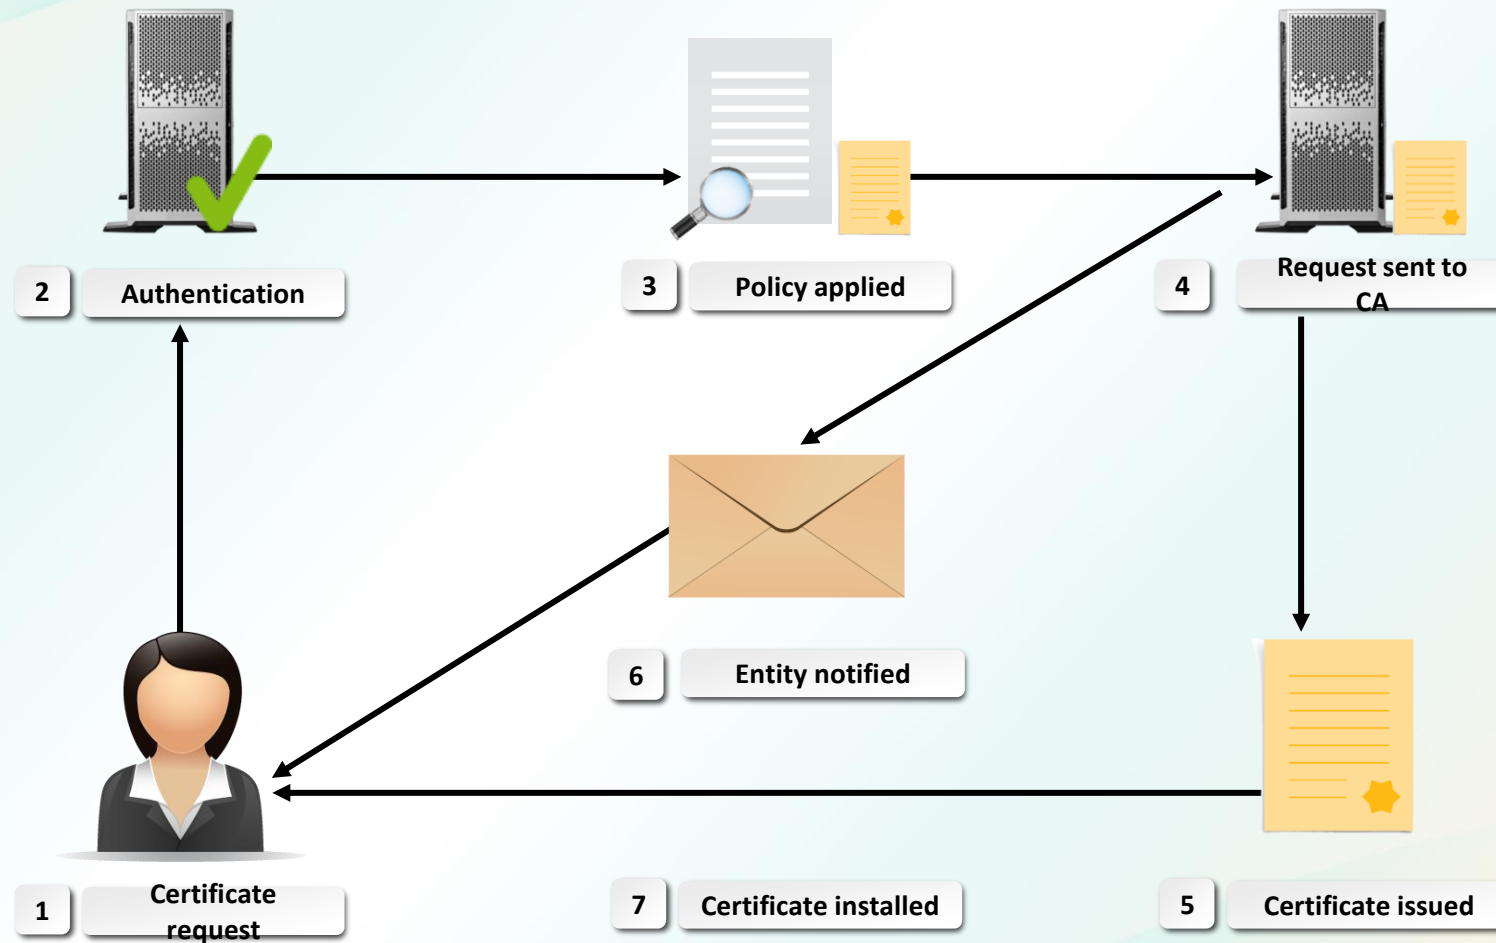 2
Authentication
3
Policy applied
4
Request sent to
CA
6
Entity notified
1
Certificate
request
7
Certificate installed
5
Certificate issued